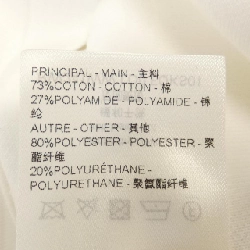 PRINCIPAL - MAIN - 主料
73%COTON - COTTON - 棉
27%POLYAMIDE - POLYAMIDE - 锦
纶
AUTRE - OTHER - 其他
80%POLYESTER - POLYESTER - 聚
酯纤维
20%POLYURÉTHANE -
POLYURETHANE - 聚氨酯纤维